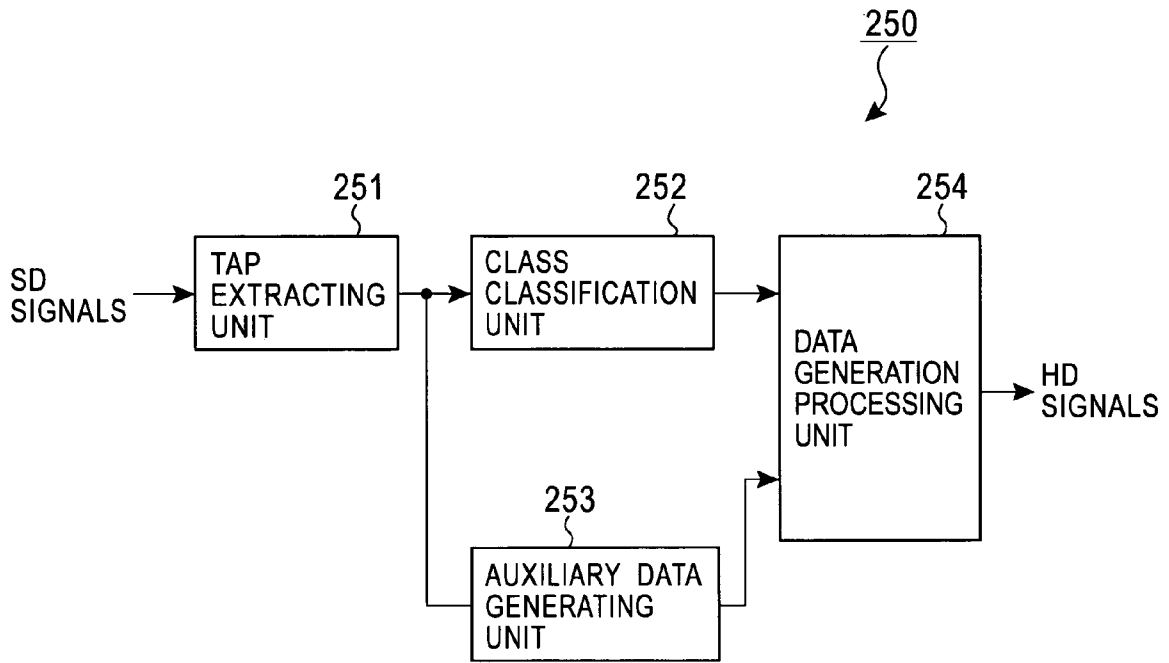 250
251
252
254
SD
SIGNALS
TAP
EXTRACTING
UNIT
CLASS
CLASSIFICATION
UNIT
DATA
GENERATION
PROCESSING
UNIT
HD
SIGNALS
253
AUXILIARY DATA
GENERATING
UNIT